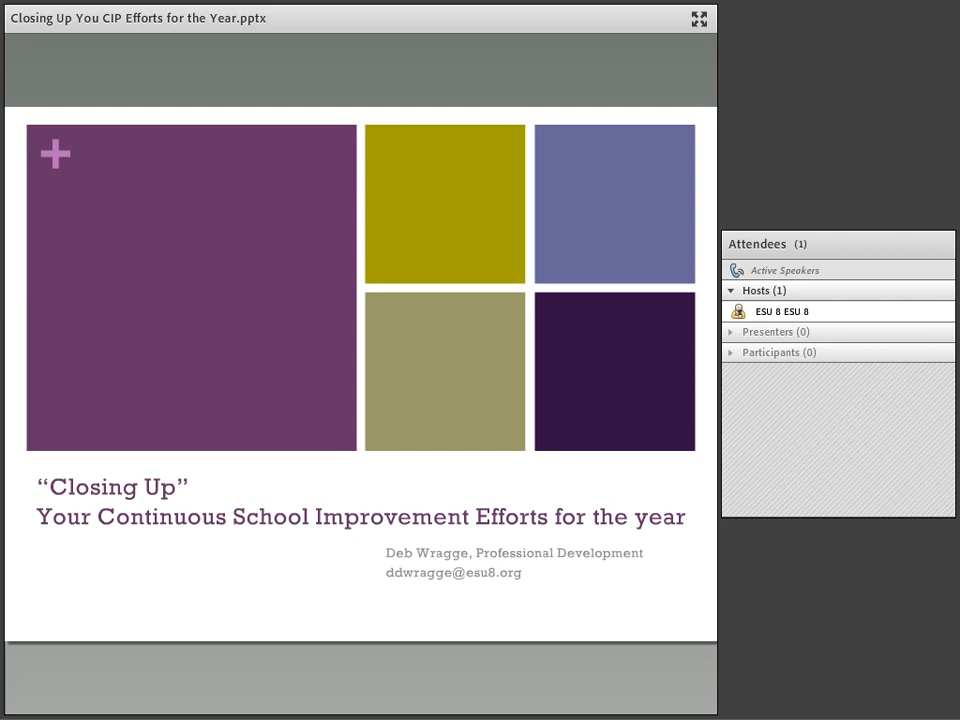 Closing Up You CIP Efforts for the Year.pptx
+
“Closing Up”
Your Continuous School Improvement Efforts for the year
Deb Wragge, Professional Development
ddwragge@esu8.org
Attendees (1)
Active Speakers
Hosts (1)
ESU 8 ESU 8
Presenters (0)
Participants (0)